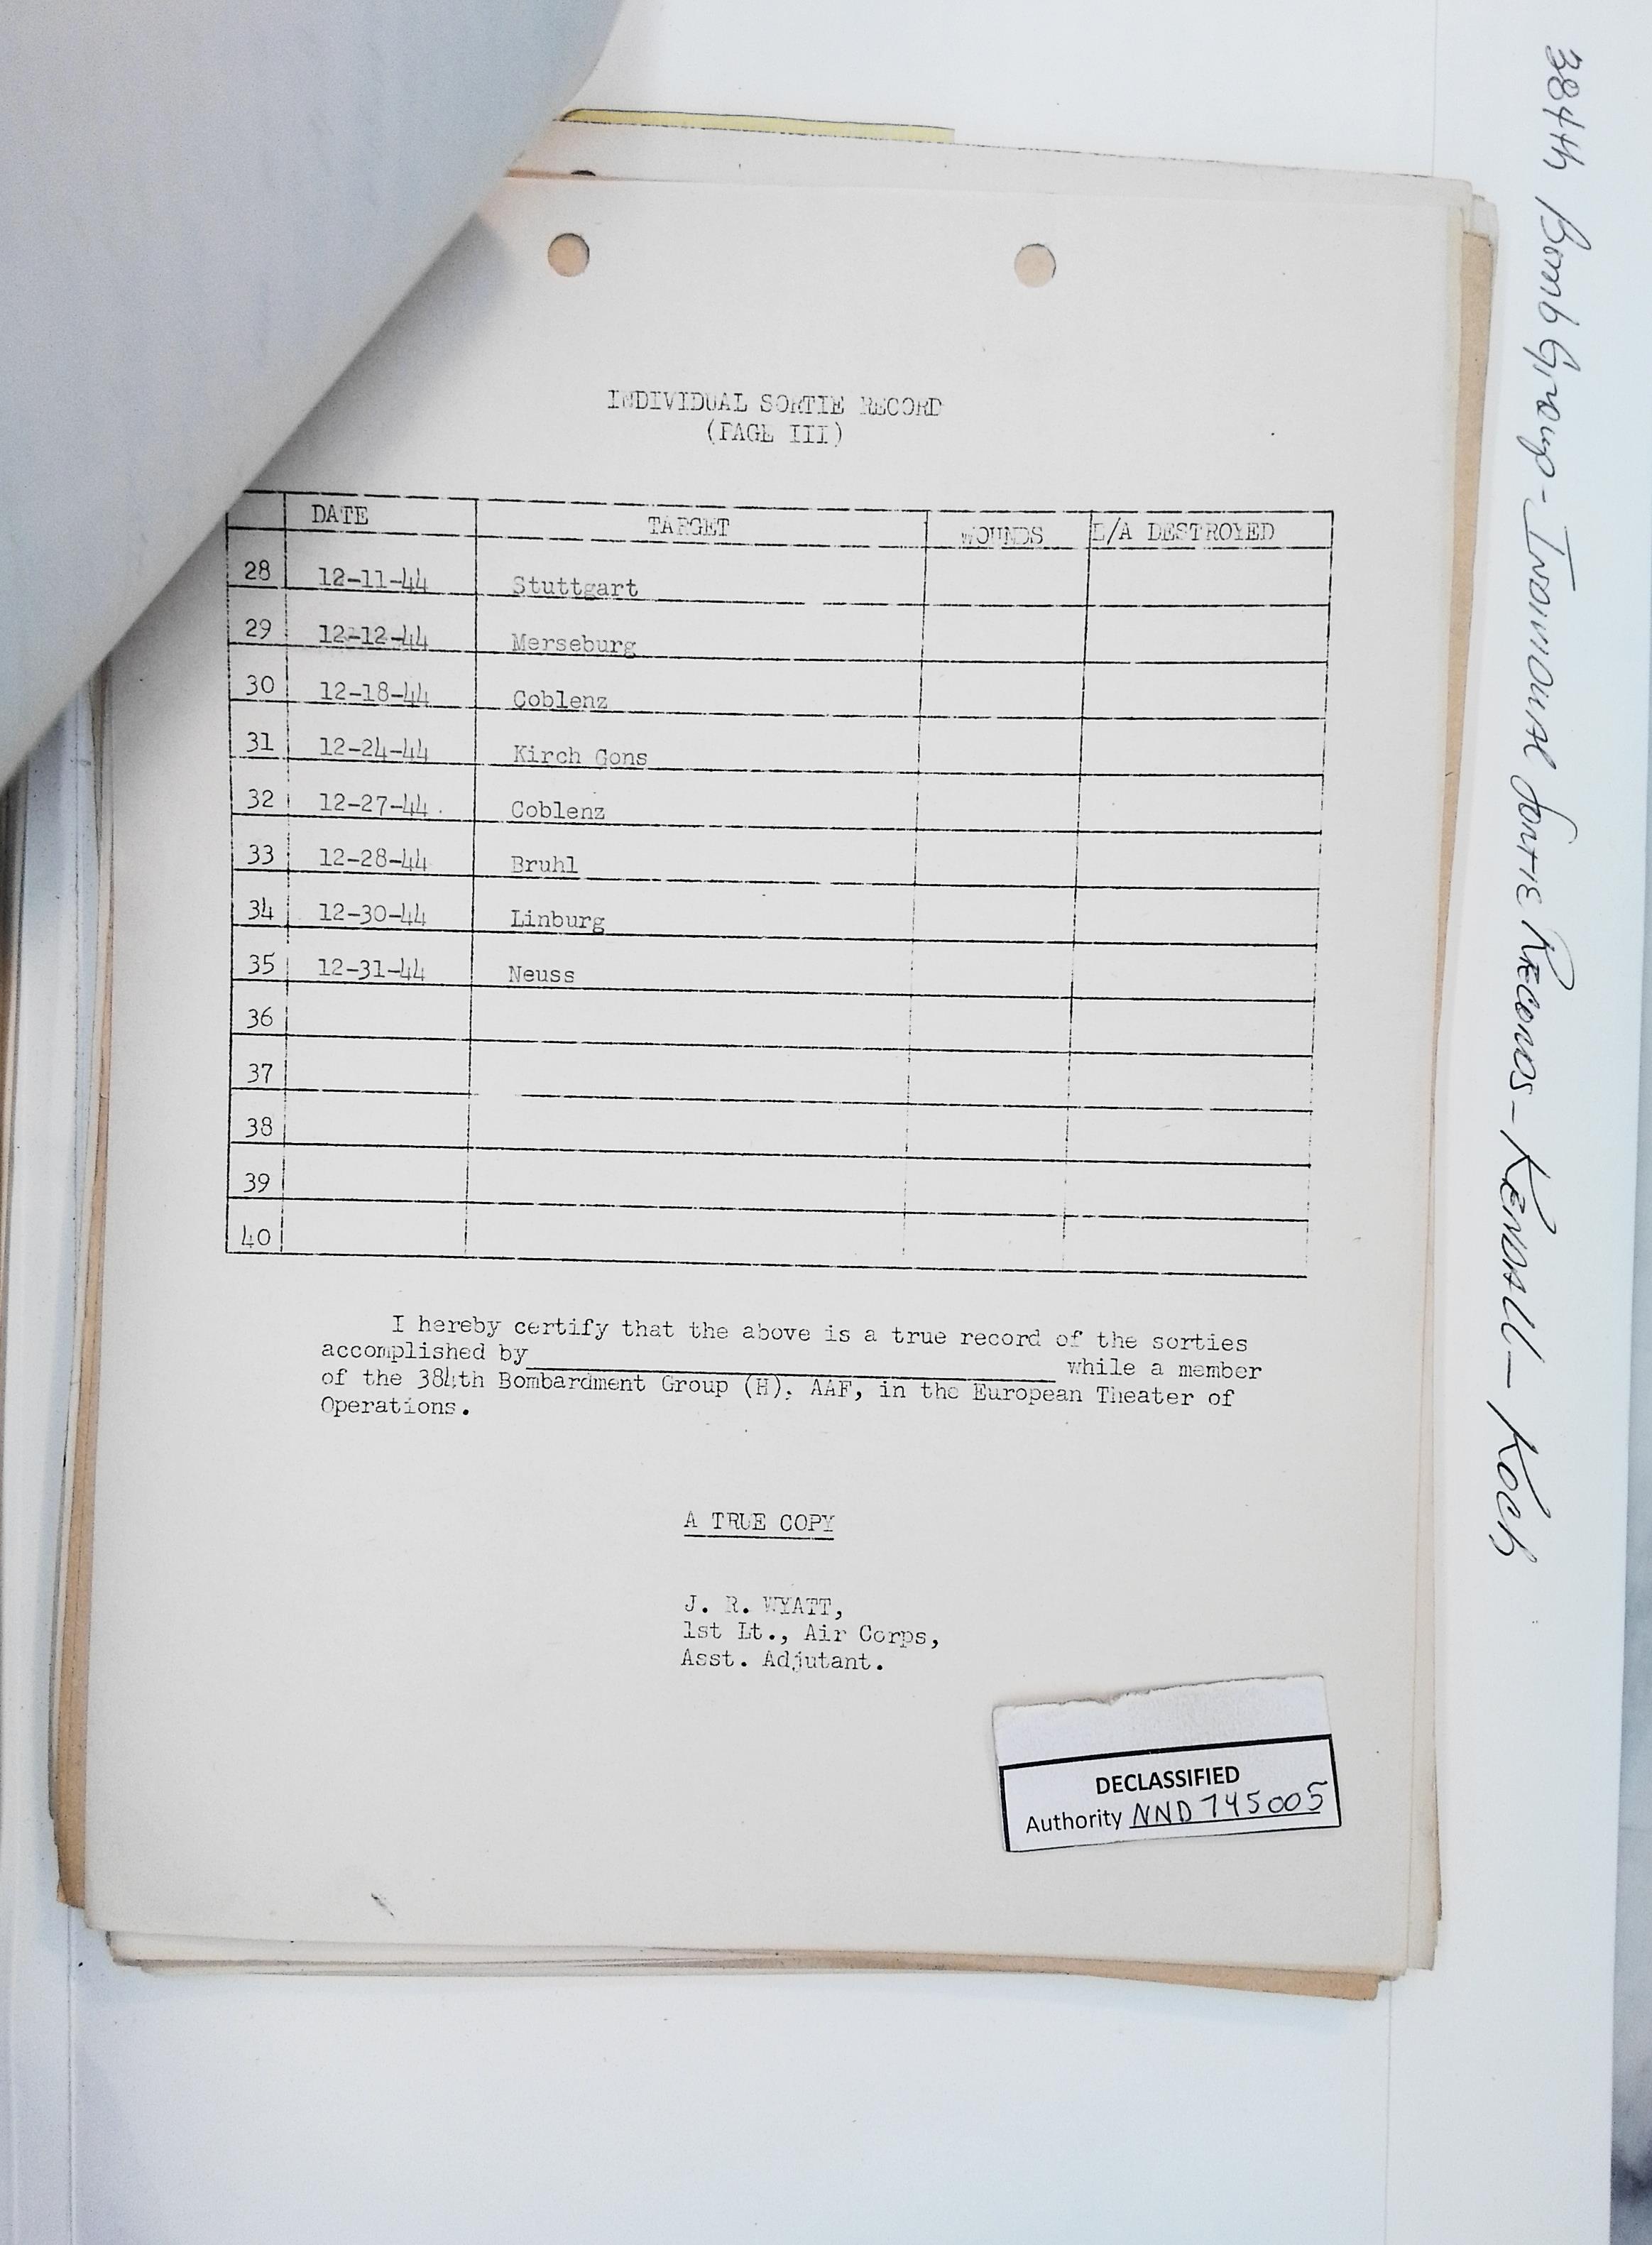 INDIVIDUAL SORTIE RECORD
(PAGE III)
DATE TARGET WOUNDS E/A DESTROYED
28 12-11-44 Stuttgart
29 12-12-44 Merseburg
30 12-18-44 Coblenz
31 12-24-44 Kirch Gons
32 12-27-44 Coblenz
33 12-28-44 Bruhl
34 12-30-44 Linburg
35 12-31-44 Neuss
36
37
38
39
40
I hereby certify that the above is a true record of the sorties
accomplished by while a member
of the 384th Bombardment Group (H), AAF, in the European Theater of
Operations.
A TRUE COPY
J. R. WYATT,
1st Lt., Air Corps,
Asst. Adjutant.
DECLASSIFIED
Authority NND 745005
384th Bomb Group - Individual Sortie Records - Kendall - Koch